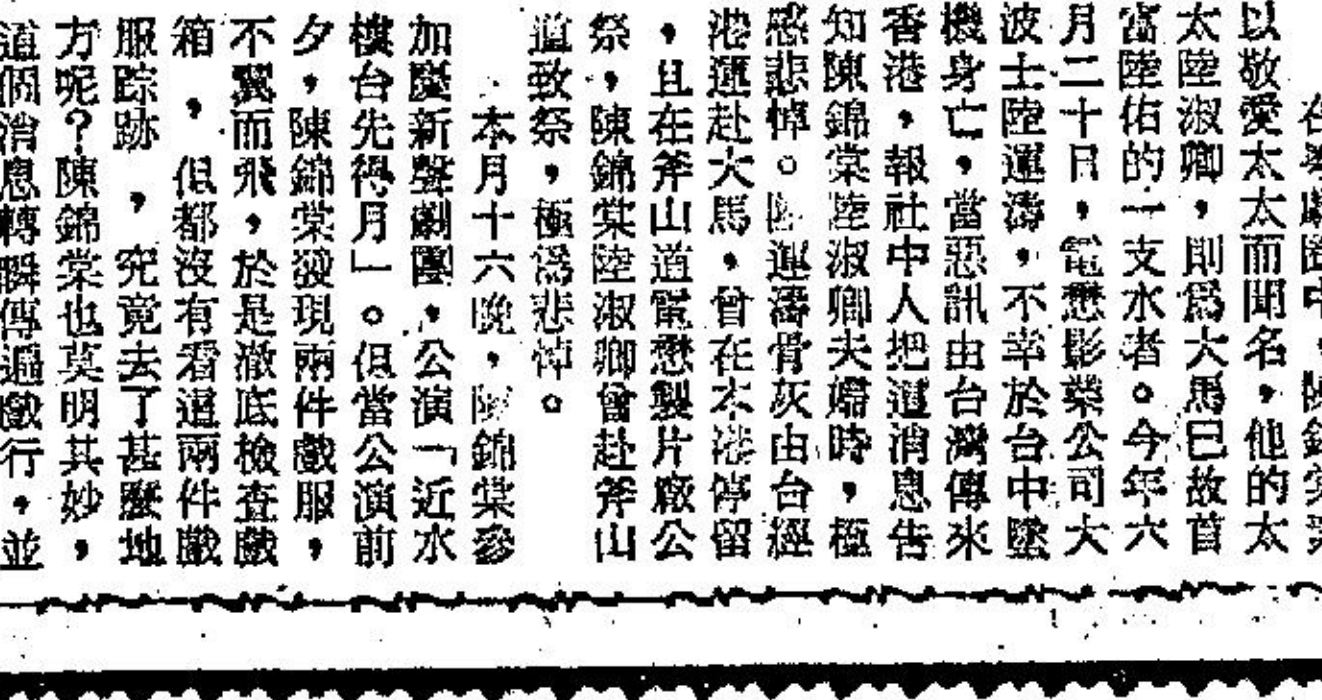 在粵劇圈中，陳錦棠素
以敬愛太太而聞名，他的太
太陸淑卿，則爲大馬已故首
富陸佑的一支水者。今年六
月二十日，電懋影業公司大
波士陸運濤，不幸於台中墜
機身亡，當惡訊由台灣傳來
香港，報社中人把這消息告
知陳錦棠陸淑卿夫婦時，極
感悲悼。陸運濤骨灰由台經
港運赴大馬，曾在本港停留
，且在斧山道電懋製片廠公
祭，陳錦棠陸淑卿曾赴斧山
道致祭，極爲悲悼。
本月十六晚，陳錦棠參
加慶新聲劇團，公演「近水
樓台先得月」。但當公演前
夕，陳錦棠發現兩件戲服，
不翼而飛，於是澈底檢查戲
箱，但都沒有看這兩件戲
服踪跡，究竟去了甚麼地
方呢？陳錦棠也莫明其妙，
這個消息轉瞬傳遍戲行，並